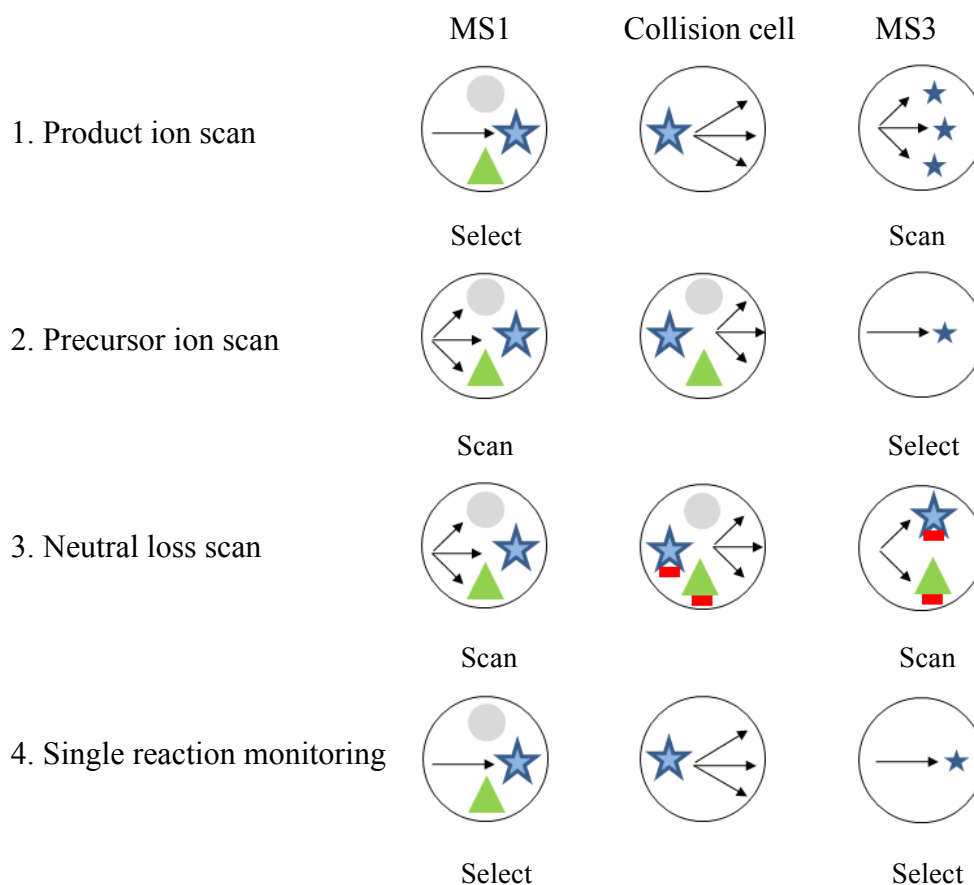 MS1 Collision cell MS3
1. Product ion scan
Select Scan
2. Precursor ion scan
Scan Select
3. Neutral loss scan
Scan Scan
4. Single reaction monitoring
Select Select